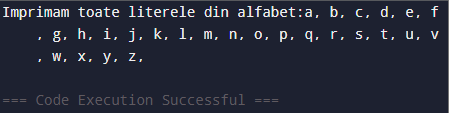 Imprimam toate literele din alfabet:a, b, c, d, e, f
, g, h, i, j, k, l, m, n, o, p, q, r, s, t, u, v
, w, x, y, z,
=== Code Execution Successful ===